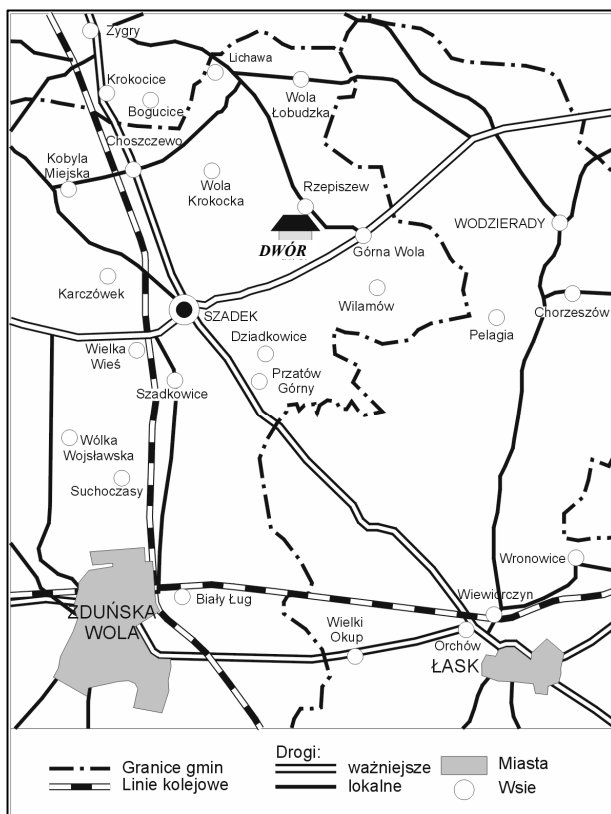 Zygry
Lichawa
Krokocice
Wola
Łobudzka
Bogucice
Choszczewo
Kobyla
Miejska
Wola
Krokocka
Rzepiszew
WODZIERADY
DWÓR
Górna Wola
Karczówek
Wilamów
Chorzeszów
SZADEK
Pelagia
Dziadkowice
Wielka
Wieś
Przatów
Górny
Szadkowice
Wólka
Wojsławska
Suchoczasy
Wronowice
Wiewiórczyn
Biały Ług
ZDUŃSKA
WOLA
Wielki
Okup
Orchów
ŁASK
Drogi:
Granice gmin
ważniejsze
Miasta
Linie kolejowe
lokalne
Wsie